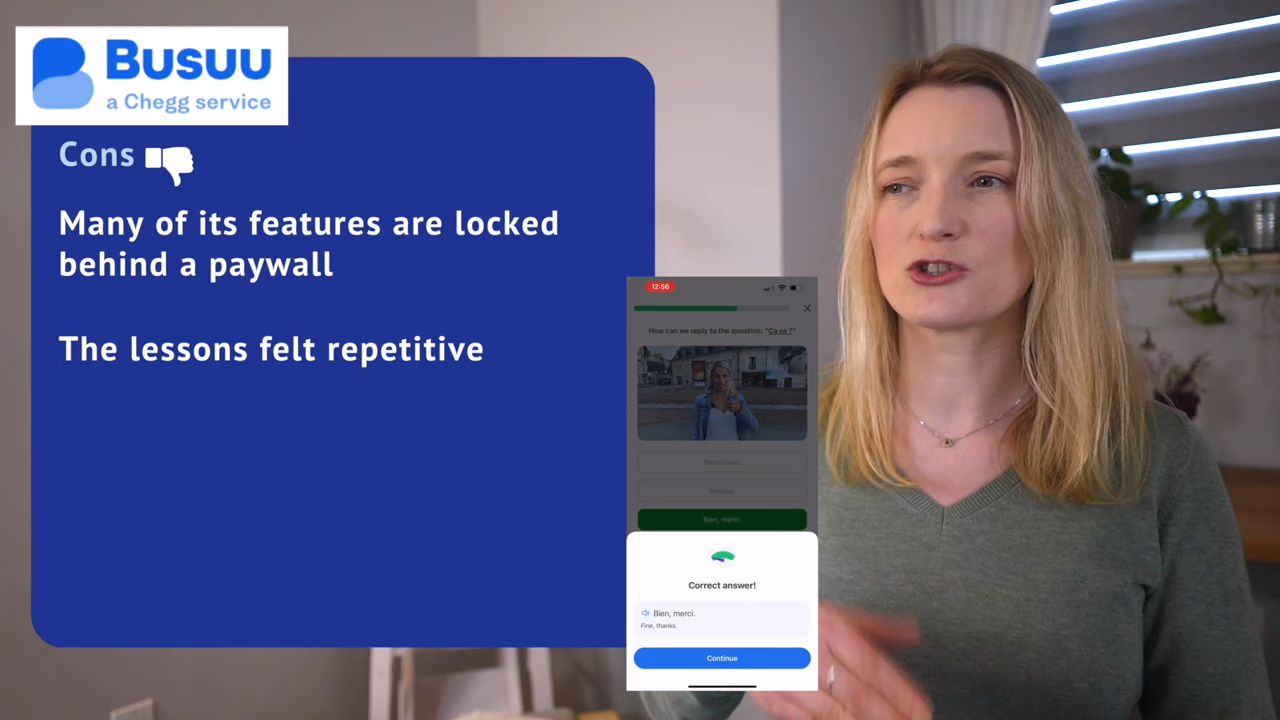 Busuu
a Chegg service
Cons
Many of its features are locked
behind a paywall
The lessons felt repetitive
12:56
How can we reply to the question: "Ça va ?"
Merci bien.
Bonjour.
Bien, merci.
Correct answer!
Bien, merci.
Fine, thanks.
Continue